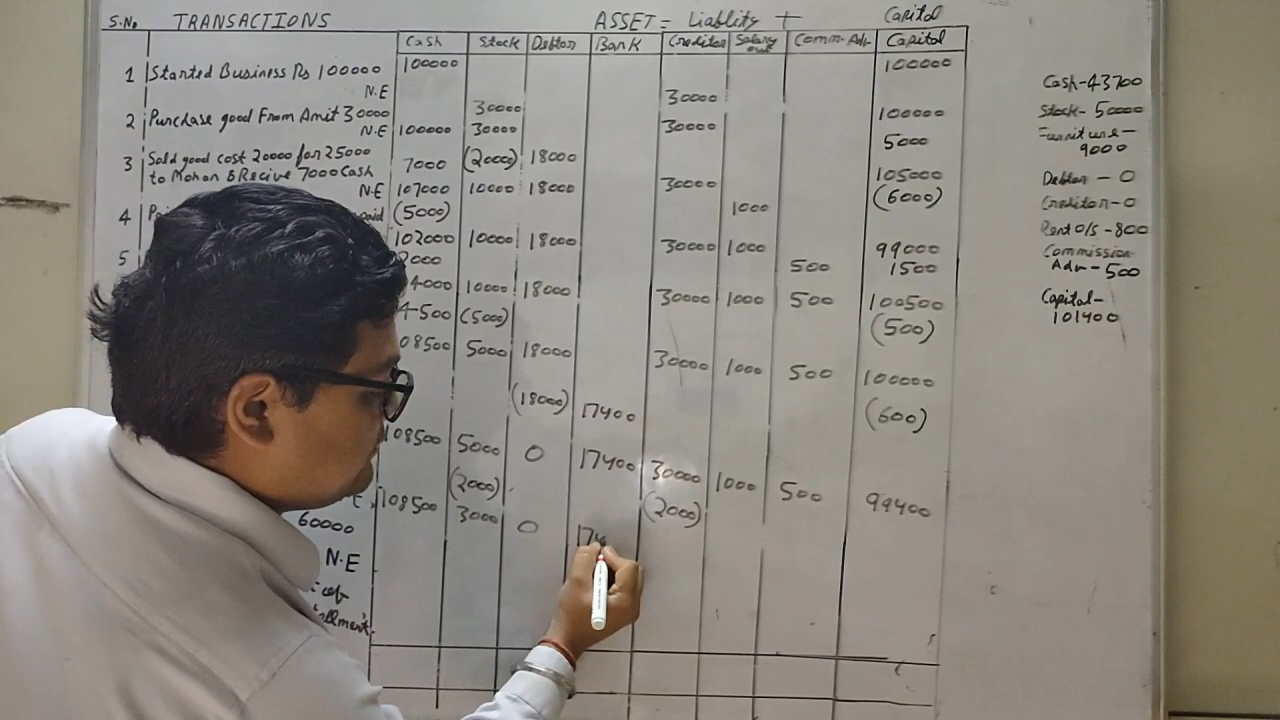 S.No TRANSACTIONS ASSET = Liablity + Capital
Cash Stock Debtor Bank Creditor Salary out Comm-Adv Capital
1 Started Business Rs 100000 100000 100000
N.E 30000 30000
2 Purchase good From Amit 30000 100000
N.E 100000 30000 30000 5000
3 Sold good cost 20000 for 25000
to Mohan & Recive 7000 Cash 7000 (2000) 18000 105000
N.E 107000 10000 18000 30000 (6000)
4 paid (5000) 1000
102000 10000 18000 30000 1000 99000
5 2000 500 1500
4000 10000 18000 30000 1000 500 100500
4500 (5000) (500)
08500 5000 18000 30000 1000 500 100000
(18000) 17400 (600)
108500 5000 0 17400 30000 1000 500 99400
(2000) (2000)
108500 3000 0 174
60000
N.E
Cash-43700
Stock-50000
Furniture-
9000
Debtor-0
Creditor-0
Rent o/s-800
Commission
Adv-500
Capital-
101400